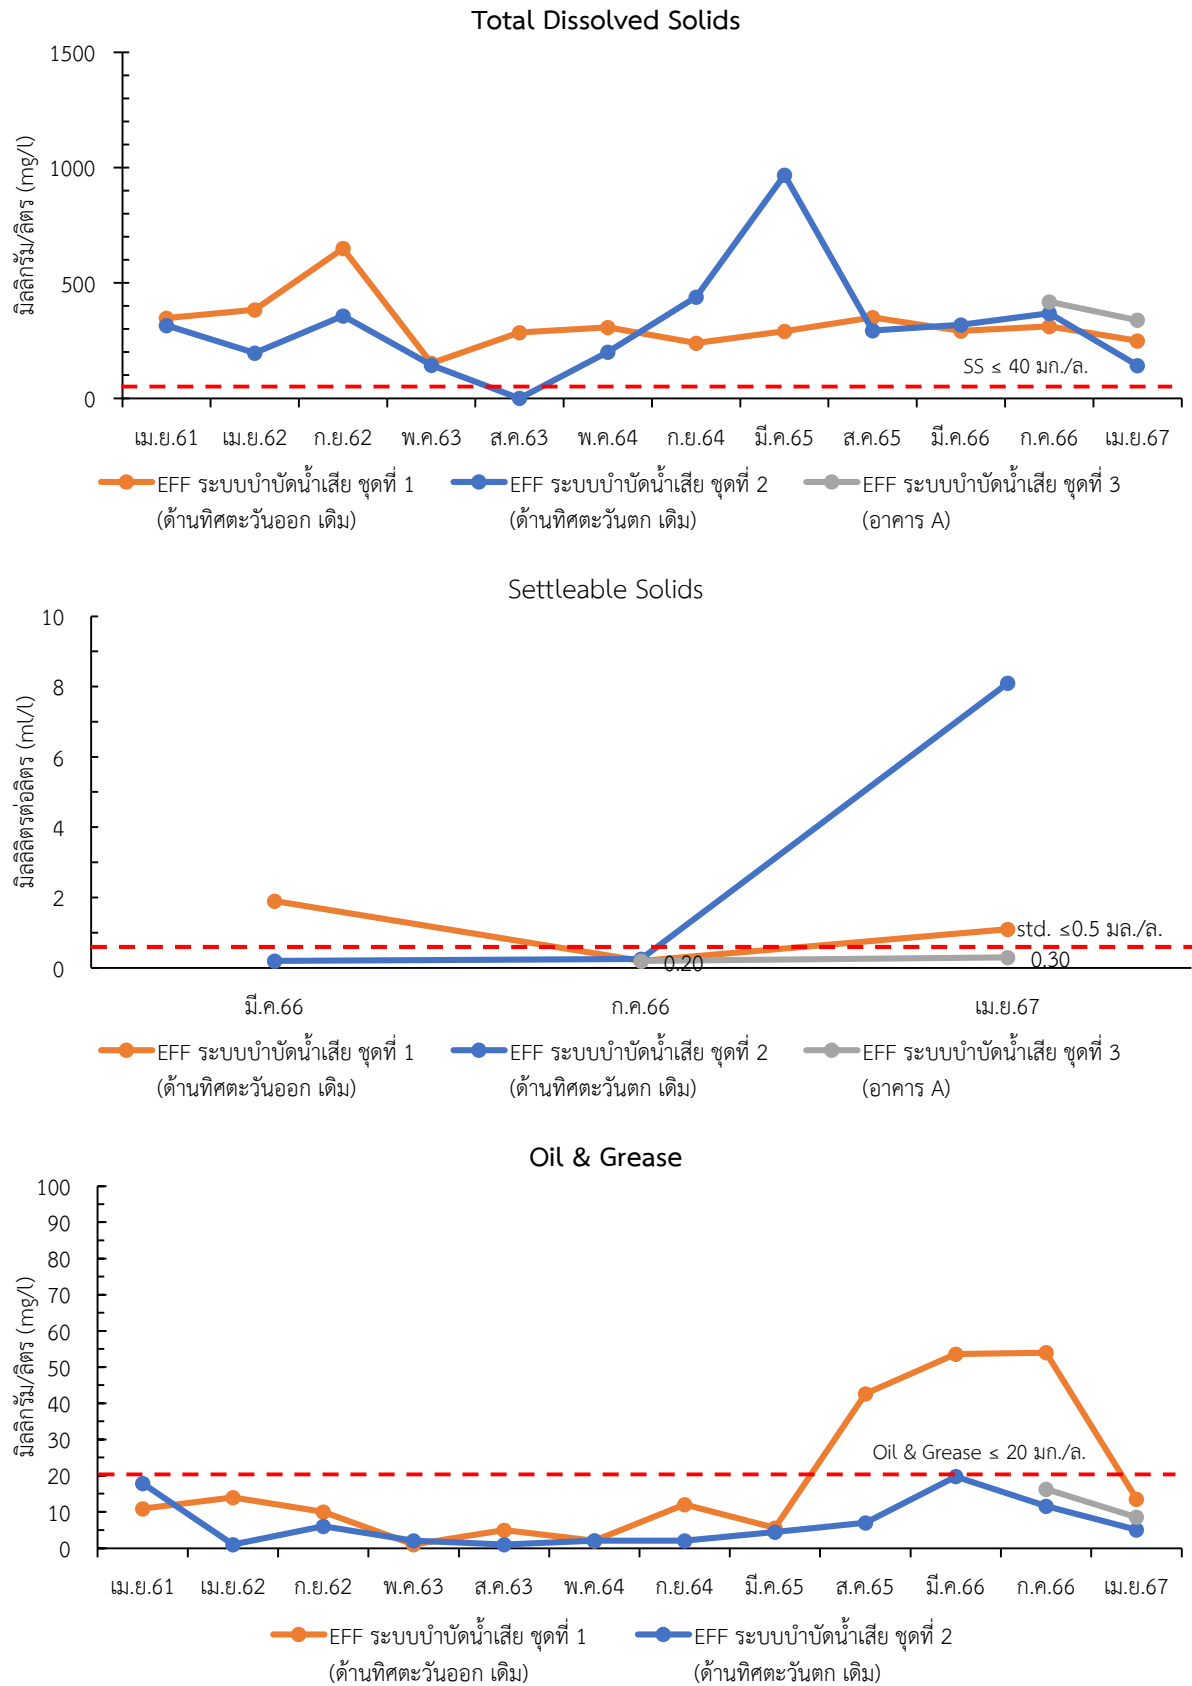 Total Dissolved Solids
มิลลิกรัม/ลิตร (mg/l)
1500
1000
500
0
SS ≤ 40 มก./ล.
เม.ย.61 เม.ย.62 ก.ย.62 พ.ค.63 ส.ค.63 พ.ค.64 ก.ย.64 มี.ค.65 ส.ค.65 มี.ค.66 ก.ค.66 เม.ย.67
EFF ระบบบำบัดน้ำเสีย ชุดที่ 1 EFF ระบบบำบัดน้ำเสีย ชุดที่ 2 EFF ระบบบำบัดน้ำเสีย ชุดที่ 3
(ด้านทิศตะวันออก เดิม) (ด้านทิศตะวันตก เดิม) (อาคาร A)
Settleable Solids
มิลลิลิตรต่อลิตร (ml/l)
10
8
6
4
2
0
std. ≤0.5 มล./ล.
0.20 0.30
มี.ค.66 ก.ค.66 เม.ย.67
EFF ระบบบำบัดน้ำเสีย ชุดที่ 1 EFF ระบบบำบัดน้ำเสีย ชุดที่ 2 EFF ระบบบำบัดน้ำเสีย ชุดที่ 3
(ด้านทิศตะวันออก เดิม) (ด้านทิศตะวันตก เดิม) (อาคาร A)
Oil & Grease
มิลลิกรัม/ลิตร (mg/l)
100
90
80
70
60
50
40
30
20
10
0
Oil & Grease ≤ 20 มก./ล.
เม.ย.61 เม.ย.62 ก.ย.62 พ.ค.63 ส.ค.63 พ.ค.64 ก.ย.64 มี.ค.65 ส.ค.65 มี.ค.66 ก.ค.66 เม.ย.67
EFF ระบบบำบัดน้ำเสีย ชุดที่ 1 EFF ระบบบำบัดน้ำเสีย ชุดที่ 2
(ด้านทิศตะวันออก เดิม) (ด้านทิศตะวันตก เดิม)